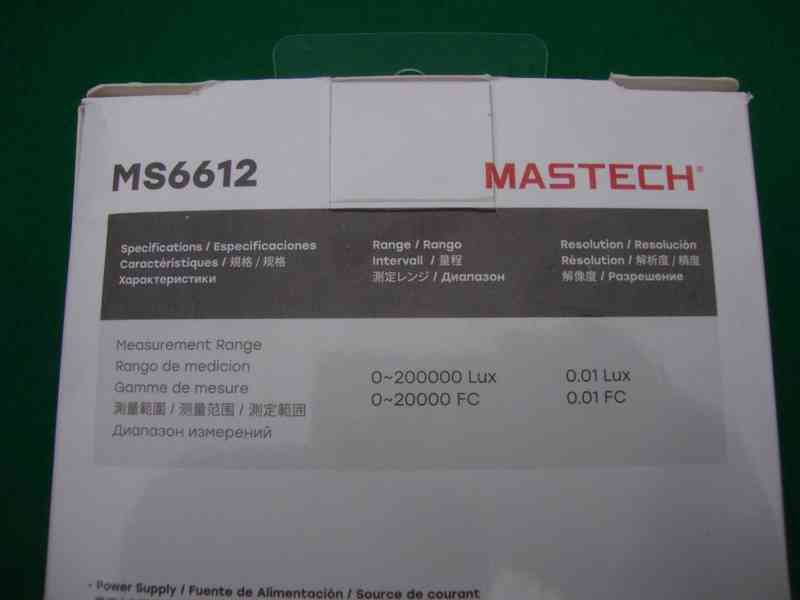 MS6612
MASTECH®
Specifications / Especificaciones
Caractéristiques / 規格 / 规格
Характеристики
Range / Rango
Intervall / 量程
測定レンジ / Диапазон
Resolution / Resolución
Résolution / 解析度 / 精度
解像度 / Разрешение
Measurement Range
Rango de medicion
Gamme de mesure
測量範圍 / 测量范围 / 測定範囲
Диапазон измерений
0~200000 Lux
0~20000 FC
0.01 Lux
0.01 FC
· Power Supply / Fuente de Alimentación / Source de courant